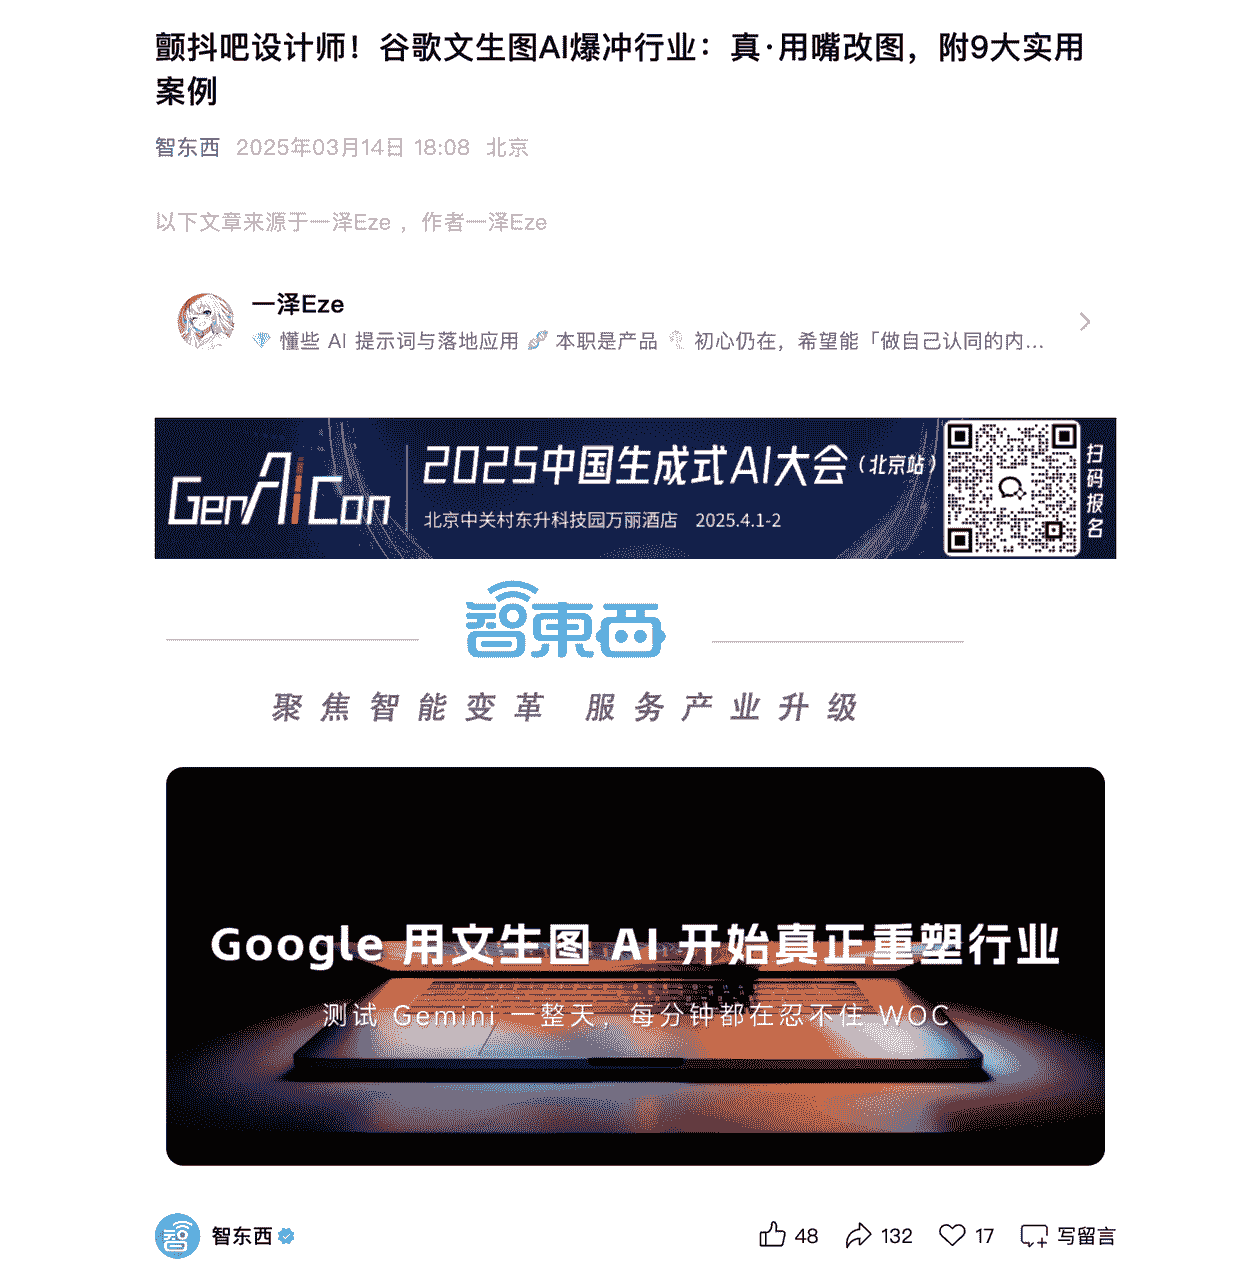 颤抖吧设计师！谷歌文生图AI爆冲行业：真·用嘴改图，附9大实用
案例
智东西 2025年03月14日 18:08 北京
以下文章来源于一泽Eze ，作者一泽Eze
一泽Eze
懂些 AI 提示词与落地应用 本职是产品 初心仍在，希望能「做自己认同的内...
GenAICon
2025中国生成式AI大会（北京站）
北京中关村东升科技园万丽酒店 2025.4.1-2
扫码报名
智東西
聚焦智能变革 服务产业升级
Google 用文生图 AI 开始真正重塑行业
测试 Gemini 一整天，每分钟都在忍不住 WOC
智东西 48 132 17 写留言